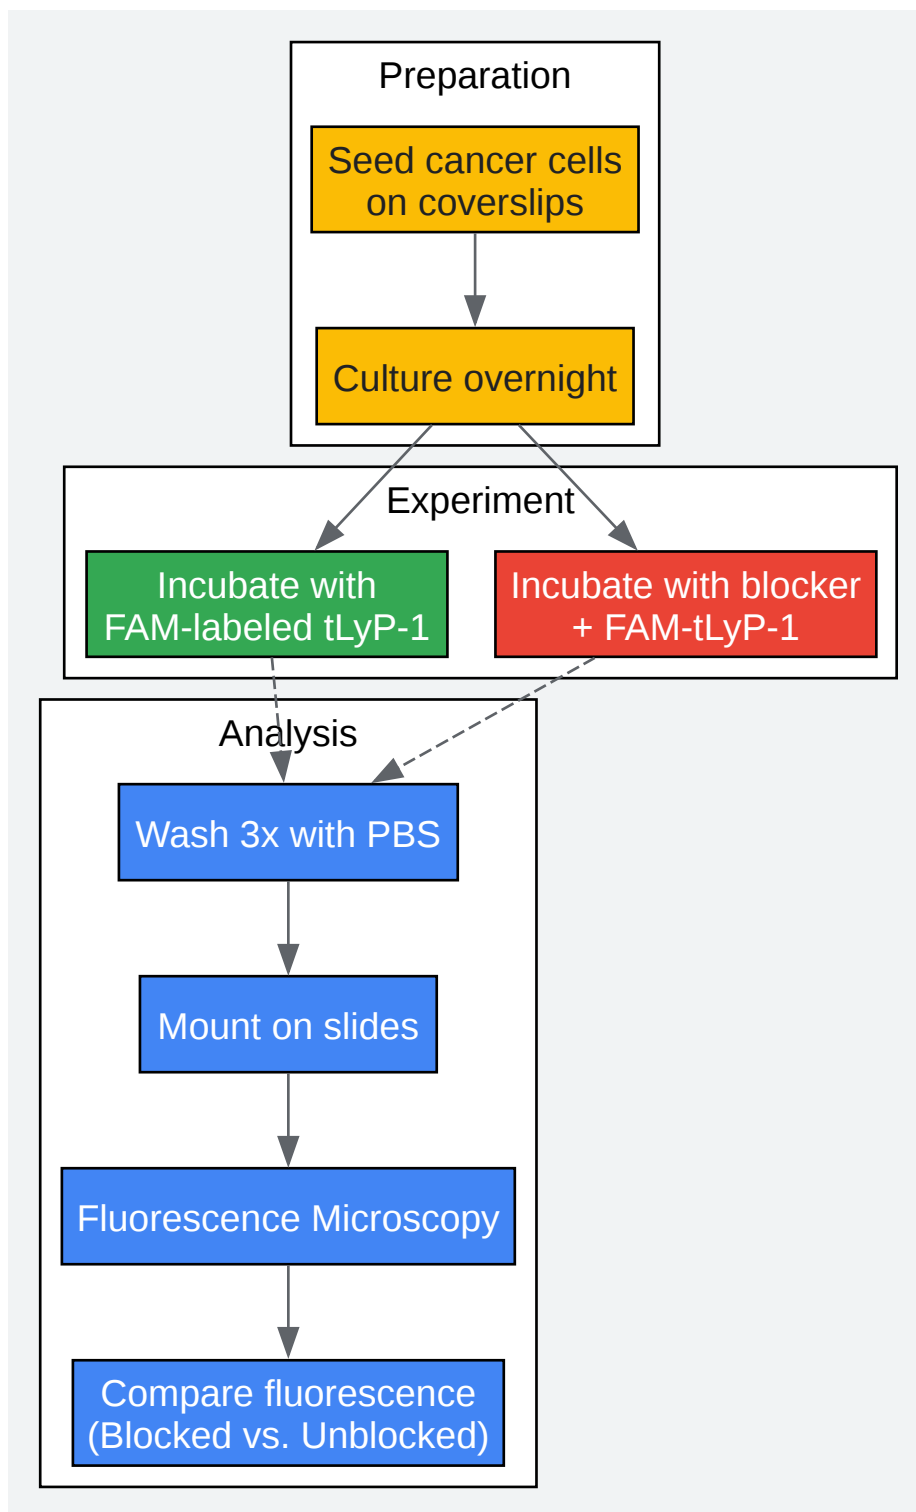 Preparation
Seed cancer cells
on coverslips
Culture overnight
Experiment
Incubate with
FAM-labeled tLyP-1
Incubate with blocker
+ FAM-tLyP-1
Analysis
Wash 3x with PBS
Mount on slides
Fluorescence Microscopy
Compare fluorescence
(Blocked vs. Unblocked)